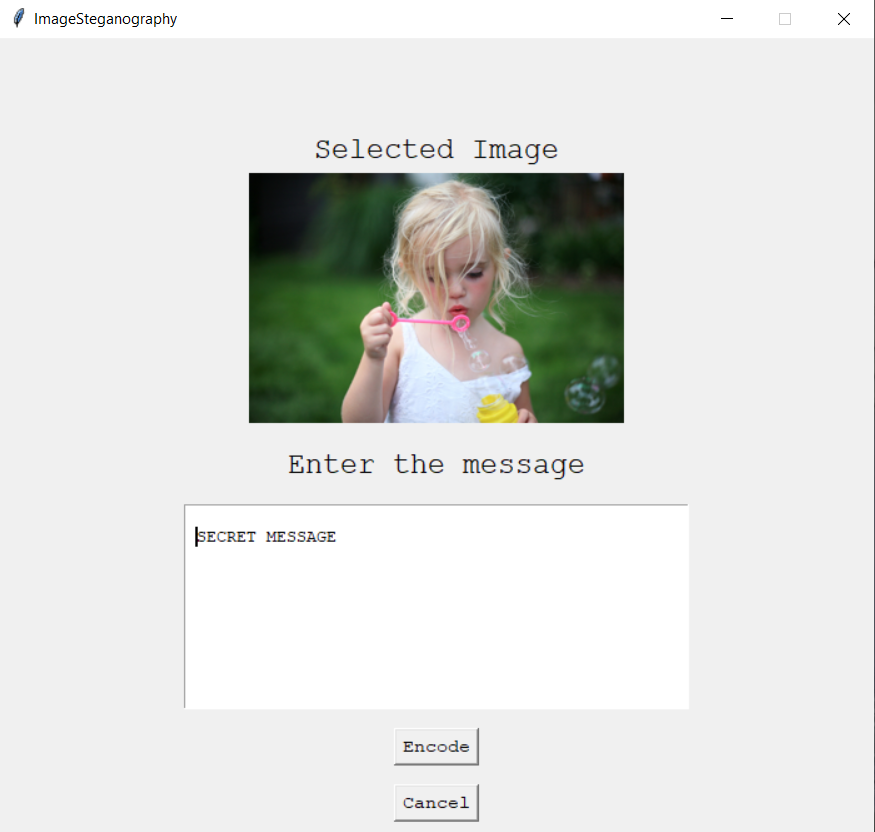 ImageSteganography
Selected Image
Enter the message
SECRET MESSAGE
Encode
Cancel